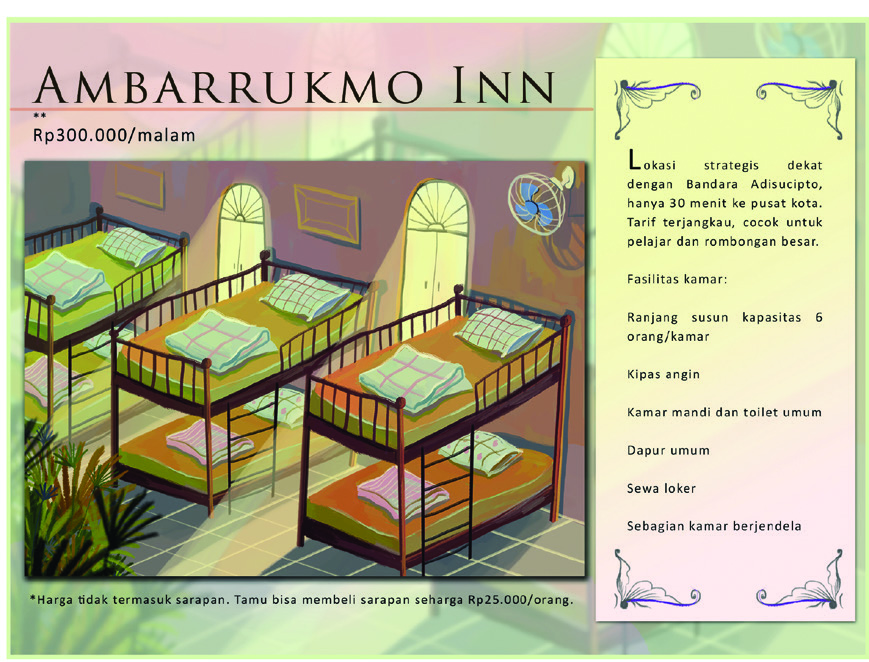 AMBARRUKMO INN
**
Rp300.000/malam
Lokasi strategis dekat
dengan Bandara Adisucipto,
hanya 30 menit ke pusat kota.
Tarif terjangkau, cocok untuk
pelajar dan rombongan besar.
Fasilitas kamar:
Ranjang susun kapasitas 6
orang/kamar
Kipas angin
Kamar mandi dan toilet umum
Dapur umum
Sewa loker
Sebagian kamar berjendela
*Harga tidak termasuk sarapan. Tamu bisa membeli sarapan seharga Rp25.000/orang.